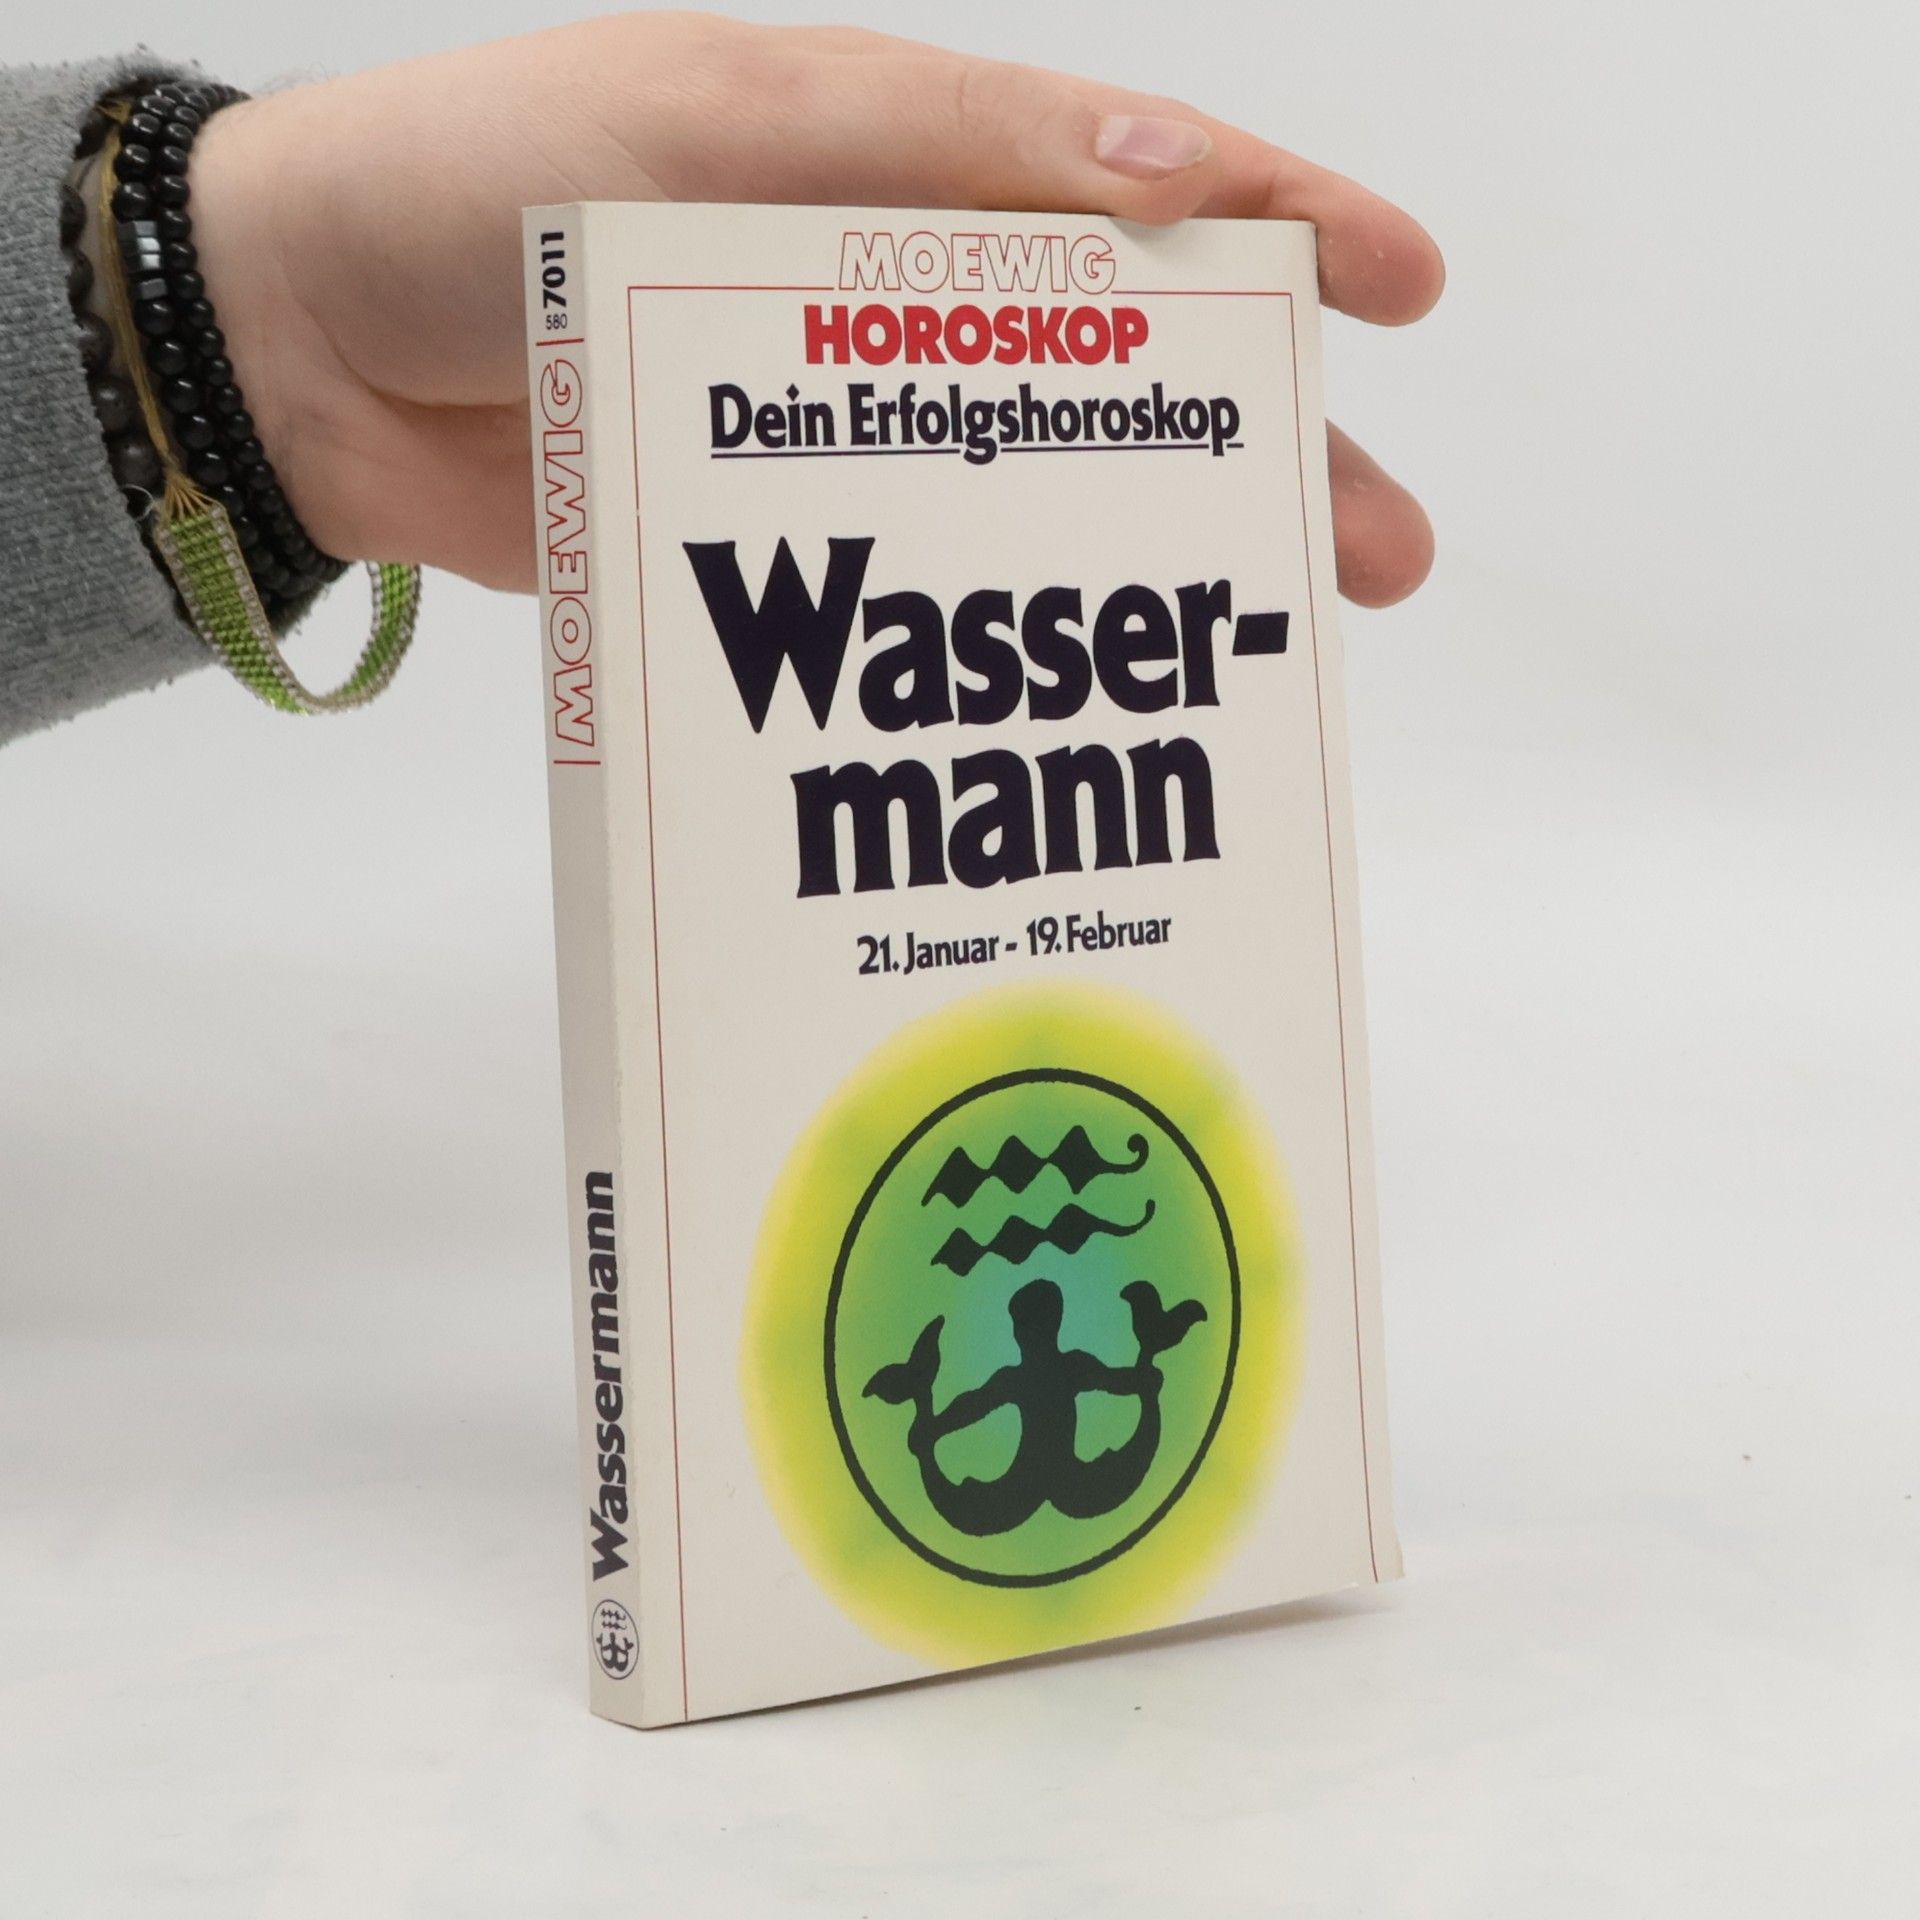 MOEWIG
HOROSKOP
Dein Erfolgshoroskop
Wasser-
mann
21. Januar - 19. Februar
7011
580
MOEWIG
Wassermann